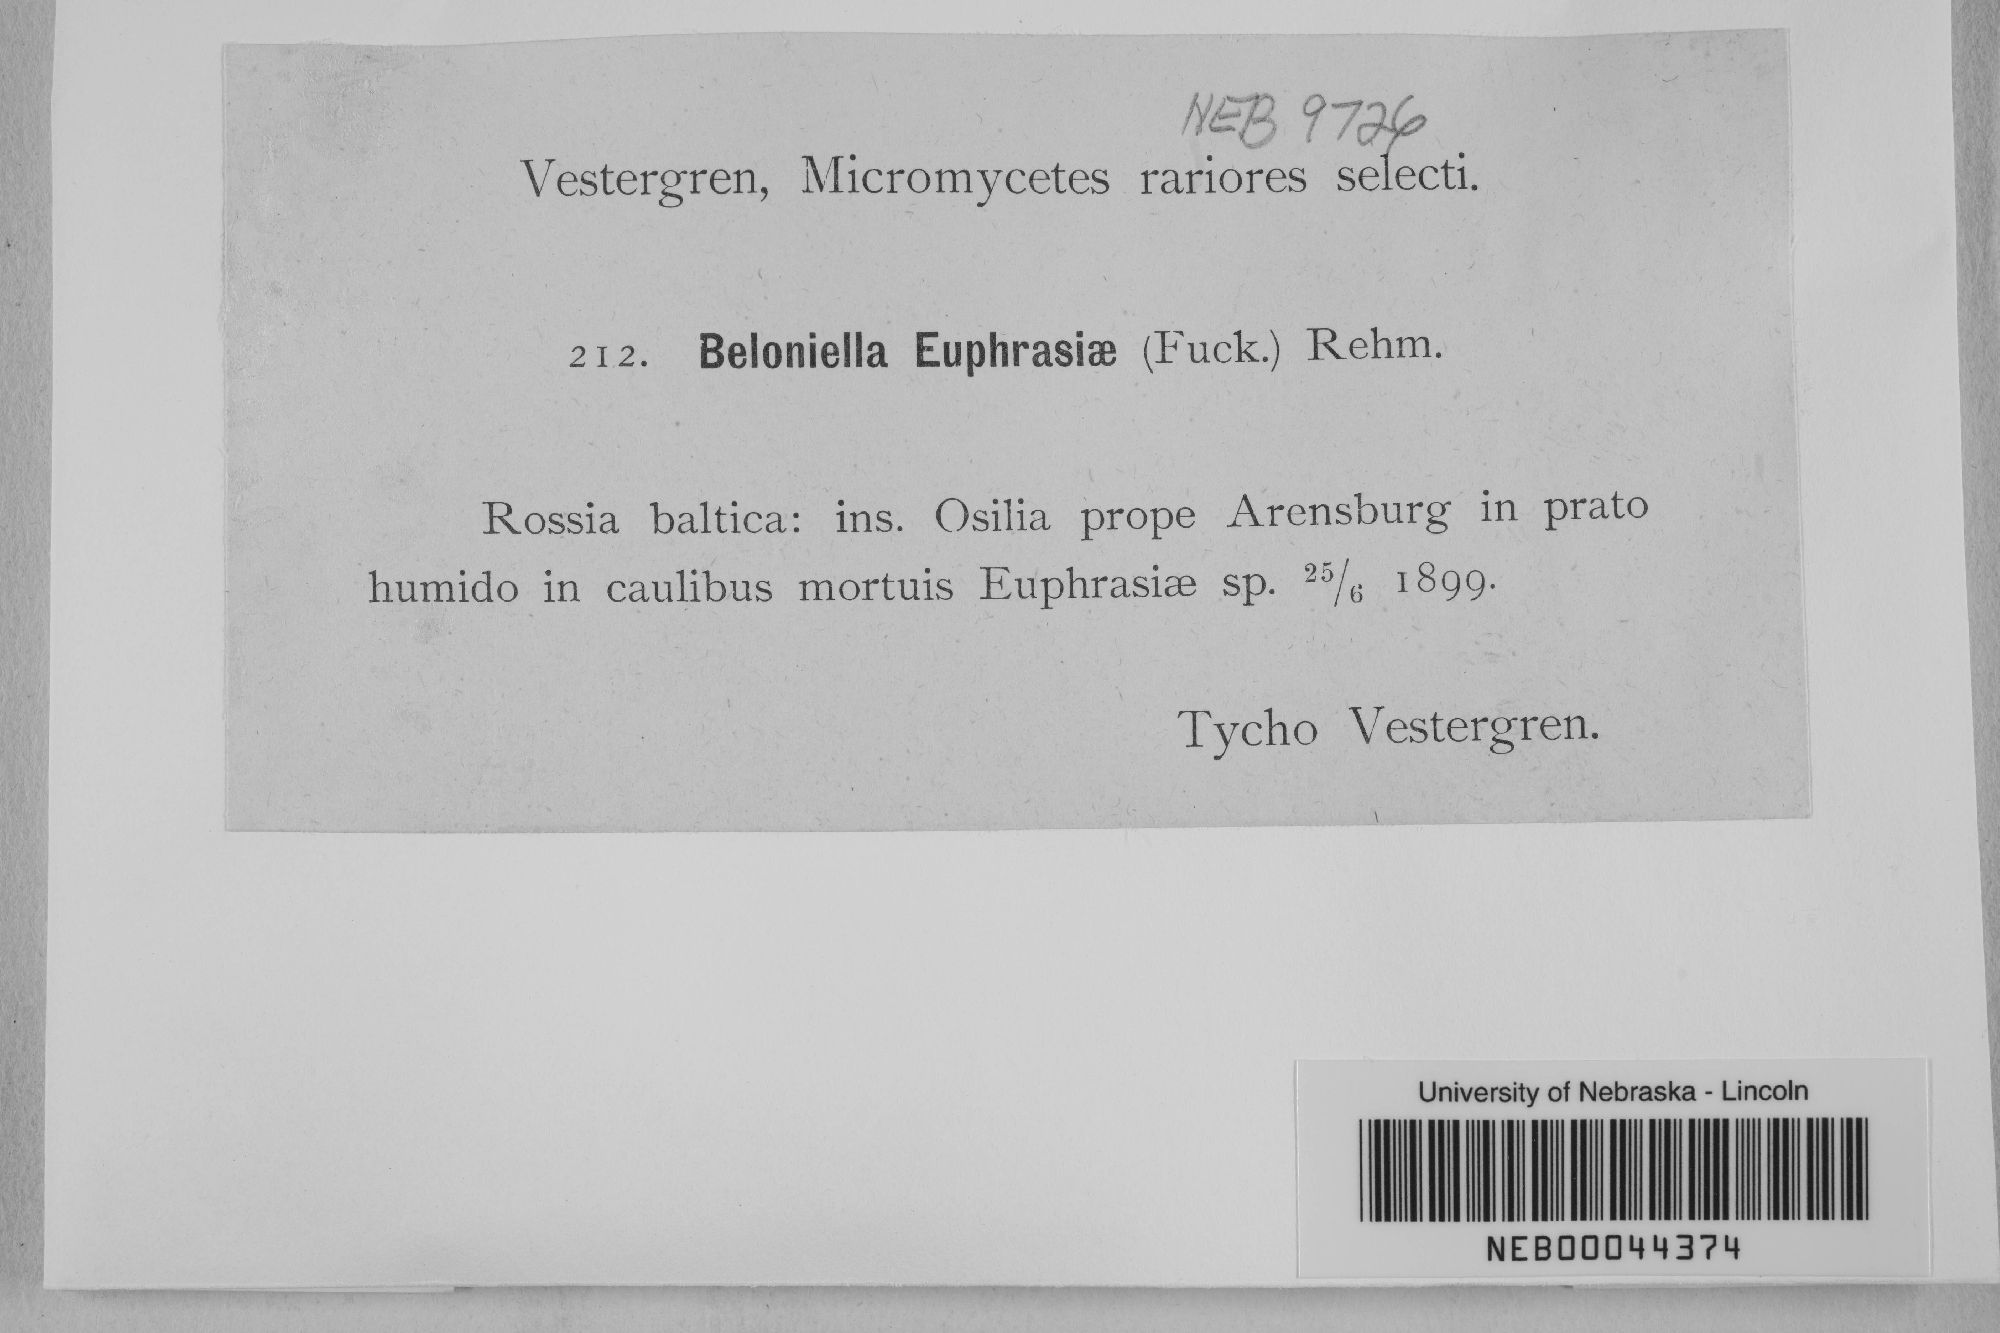 NEB 9726
Vestergren, Micromycetes rariores selecti.
212. Beloniella Euphrasiæ (Fuck.) Rehm.
Rossia baltica: ins. Osilia prope Arensburg in prato
humido in caulibus mortuis Euphrasiæ sp. 25/6 1899.
Tycho Vestergren.
University of Nebraska - Lincoln
NEB00044374